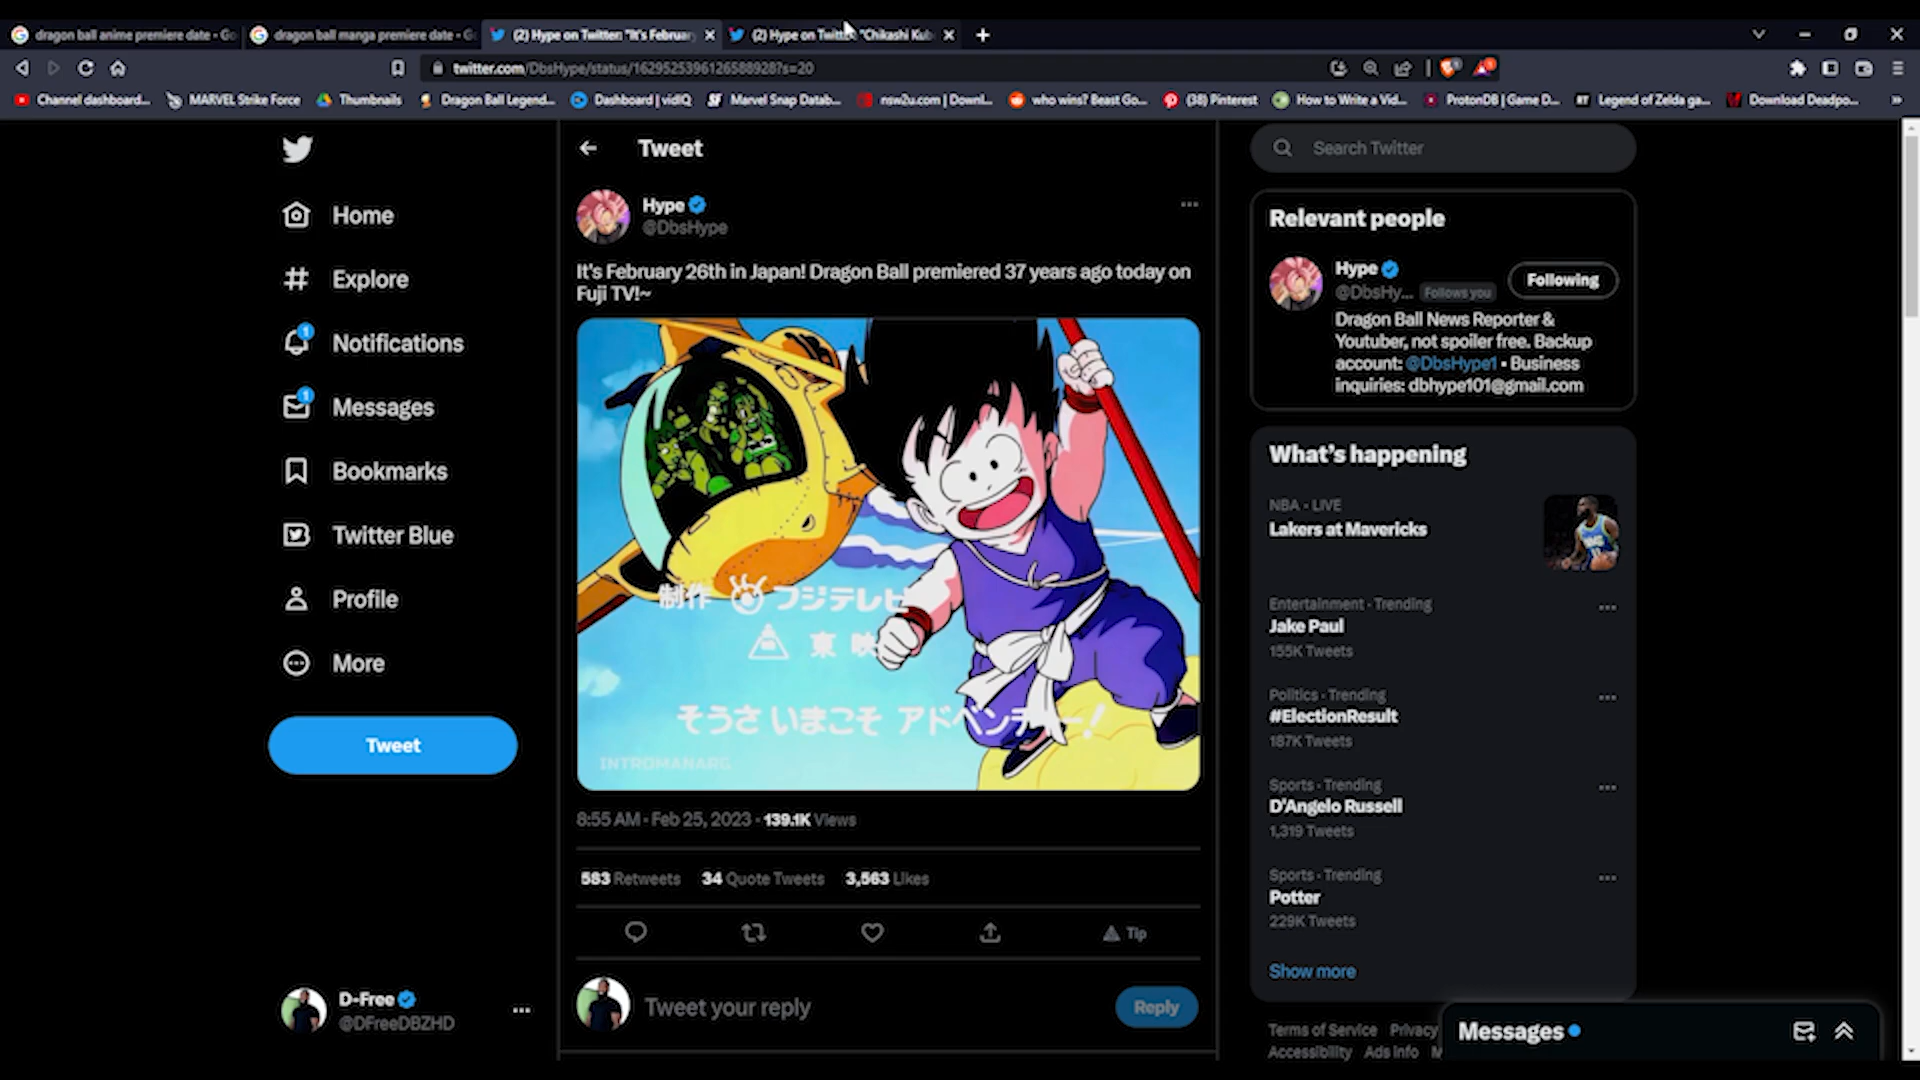 dragon ball anime premiere date - Go
dragon ball manga premiere date - G
(2) Hype on Twitter: "It's Februar
(2) Hype on Twitter: "Chikashi Kub
twitter.com/DbsHype/status/1629525396126588928?s=20
Channel dashboard...
MARVEL Strike Force
Thumbnails
Dragon Ball Legend...
Dashboard | vidIQ
Marvel Snap Datab...
nsw2u.com | Downl...
who wins? Beast Go...
(38) Pinterest
How to Write a Vid...
ProtonDB | Game D...
Legend of Zelda ga...
Download Deadpo...
Home
Explore
Notifications
Messages
Bookmarks
Twitter Blue
Profile
More
Tweet
D-Free
@DFreeDBZHD
Tweet
Hype
@DbsHype
It's February 26th in Japan! Dragon Ball premiered 37 years ago today on
Fuji TV!~
制作 フジテレビ
東 映
そうさ いまこそ アドベンチャー!
INTROMANARG
8:55 AM · Feb 25, 2023 · 139.1K Views
583 Retweets 34 Quote Tweets 3,563 Likes
Tip
Tweet your reply
Reply
Search Twitter
Relevant people
Hype
Following
@DbsHy... Follows you
Dragon Ball News Reporter &
Youtuber, not spoiler free. Backup
account: @DbsHype1 • Business
inquiries: dbhype101@gmail.com
What's happening
NBA · LIVE
Lakers at Mavericks
Entertainment · Trending
Jake Paul
155K Tweets
Politics · Trending
#ElectionResult
187K Tweets
Sports · Trending
D'Angelo Russell
1,319 Tweets
Sports · Trending
Potter
229K Tweets
Show more
Terms of Service Privacy
Accessibility Ads info M
Messages